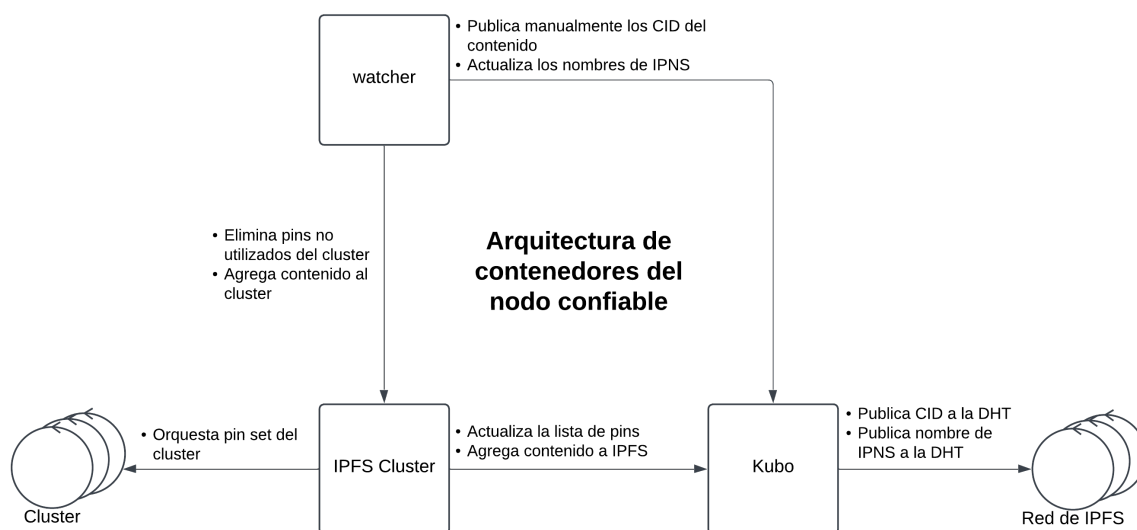 • Publica manualmente los CID del
contenido
• Actualiza los nombres de IPNS
watcher
• Elimina pins no
utilizados del cluster
• Agrega contenido al
cluster
Arquitectura de
contenedores del
nodo confiable
• Orquesta pin set del
cluster
Cluster
IPFS Cluster
• Actualiza la lista de pins
• Agrega contenido a IPFS
Kubo
• Publica CID a la DHT
• Publica nombre de
IPNS a la DHT
Red de IPFS